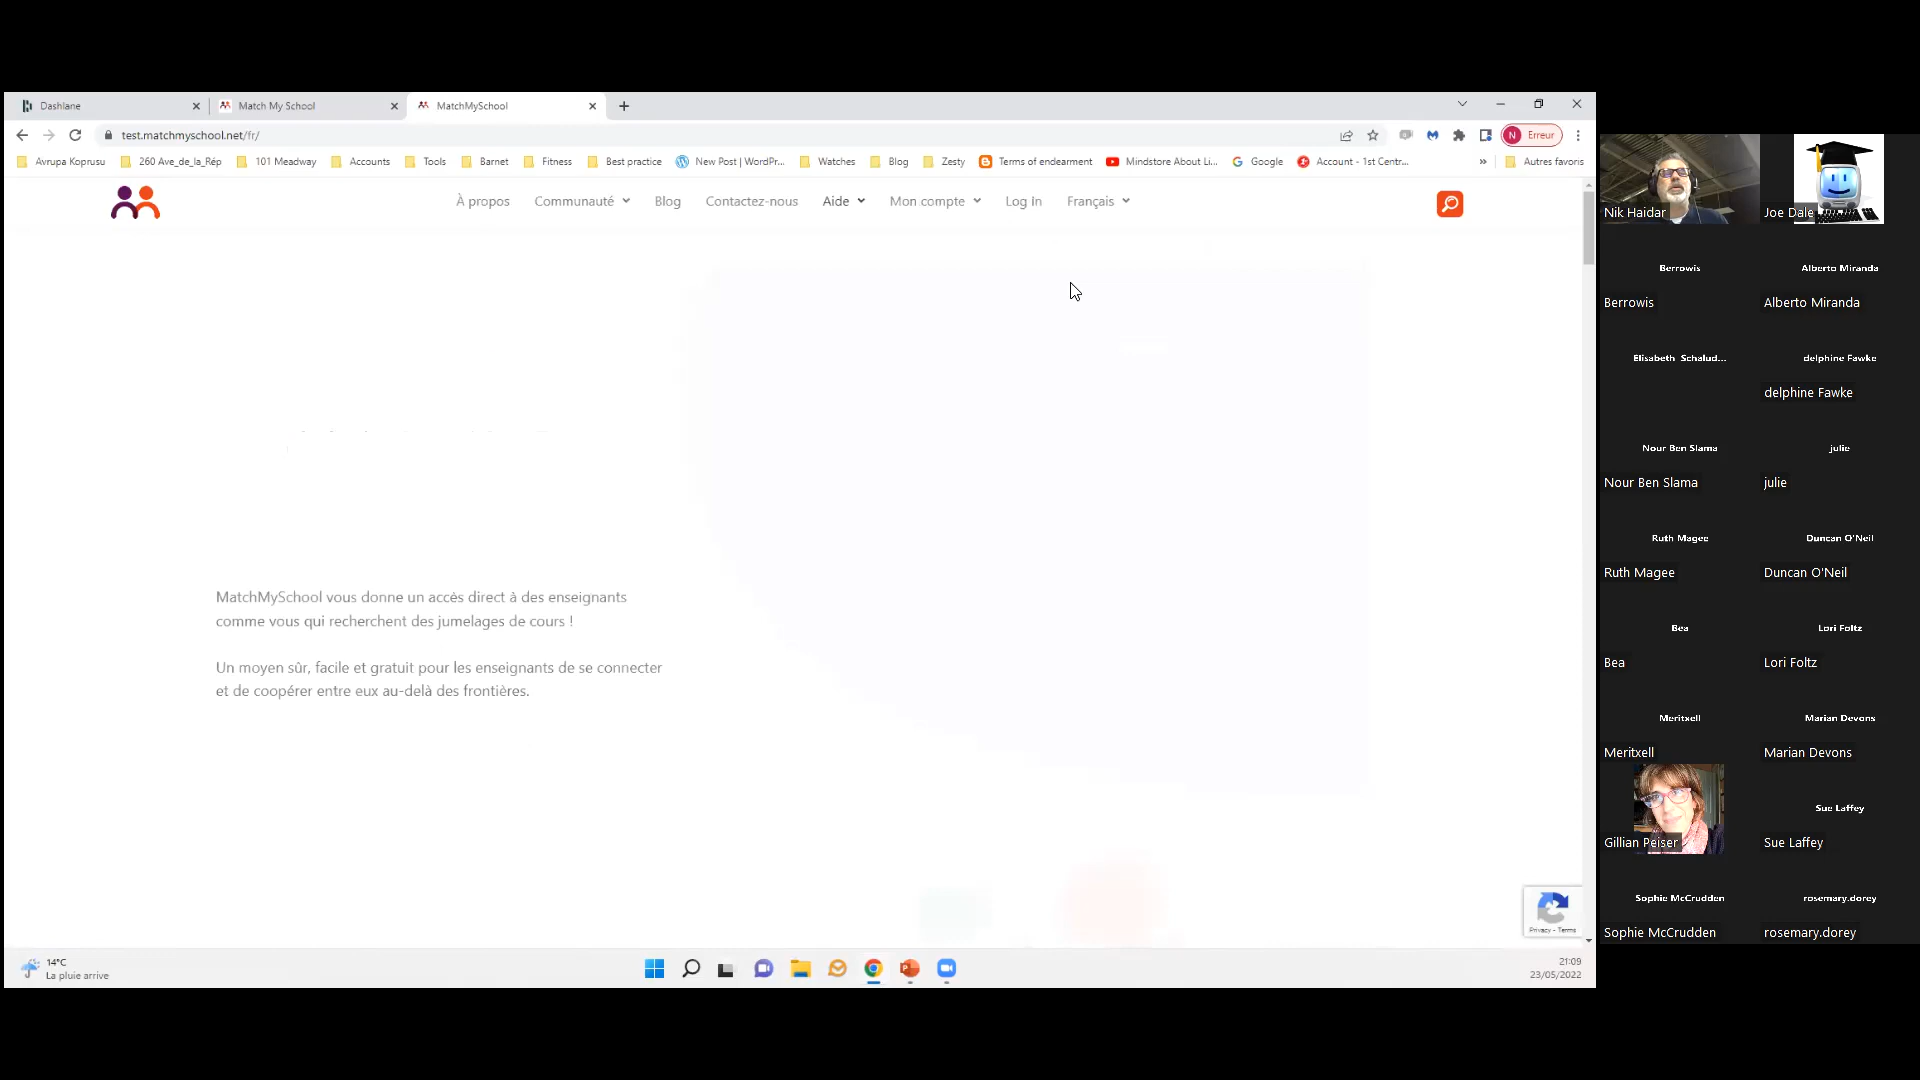 Dashlane
Match My School
MatchMySchool
test.matchmyschool.net/fr/
N Erreur
Avrupa Koprusu
260 Ave_de_la_Rép
101 Meadway
Accounts
Tools
Barnet
Fitness
Best practice
New Post | WordPr...
Watches
Blog
Zesty
Terms of endearment
Mindstore About Li...
Google
Account - 1st Centr...
»
Autres favoris
À propos
Communauté
Blog
Contactez-nous
Aide
Mon compte
Log in
Français
MatchMySchool vous donne un accès direct à des enseignants
comme vous qui recherchent des jumelages de cours !
Un moyen sûr, facile et gratuit pour les enseignants de se connecter
et de coopérer entre eux au-delà des frontières.
Privacy - Terms
14°C
La pluie arrive
21:09
23/05/2022
Nik Haidar
Joe Dale
Berrowis
Alberto Miranda
Berrowis
Alberto Miranda
Elisabeth Schalud...
delphine Fawke
delphine Fawke
Nour Ben Slama
julie
Nour Ben Slama
julie
Ruth Magee
Duncan O'Neil
Ruth Magee
Duncan O'Neil
Bea
Lori Foltz
Bea
Lori Foltz
Meritxell
Marian Devons
Meritxell
Marian Devons
Sue Laffey
Gillian Peiser
Sue Laffey
Sophie McCrudden
rosemary.dorey
Sophie McCrudden
rosemary.dorey